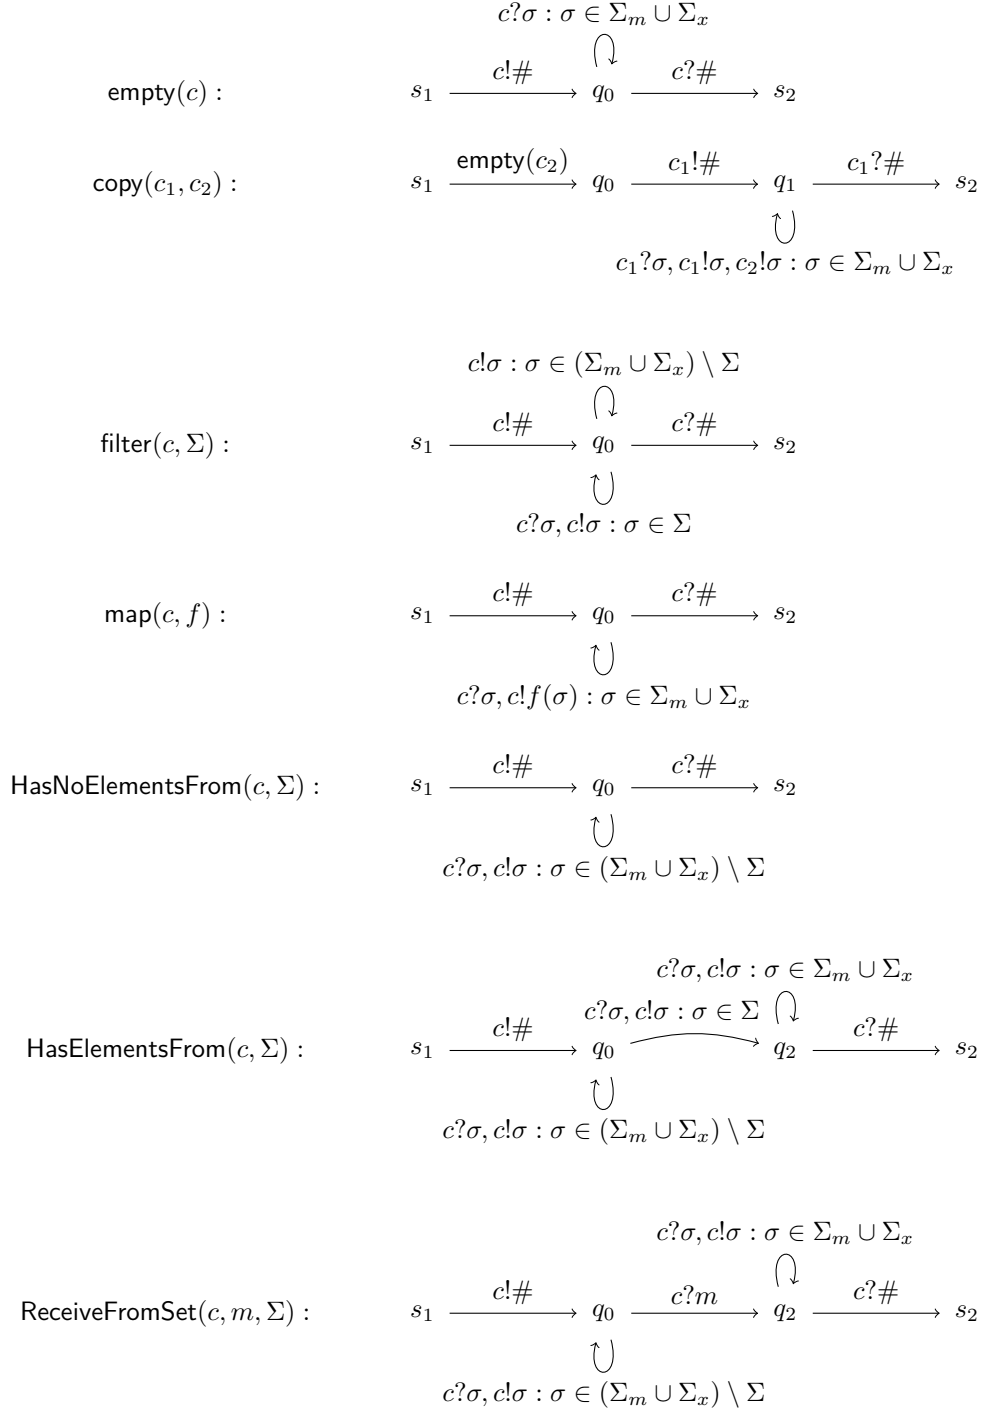 c?σ : σ ∈ Σ_m ∪ Σ_x
empty(c) : s_1 c!# q_0 c?# s_2
copy(c_1, c_2) : s_1 empty(c_2) q_0 c_1!# q_1 c_1?# s_2
c_1?σ, c_1!σ, c_2!σ : σ ∈ Σ_m ∪ Σ_x
c!σ : σ ∈ (Σ_m ∪ Σ_x) \ Σ
filter(c, Σ) : s_1 c!# q_0 c?# s_2
c?σ, c!σ : σ ∈ Σ
map(c, f) : s_1 c!# q_0 c?# s_2
c?σ, c!f(σ) : σ ∈ Σ_m ∪ Σ_x
HasNoElementsFrom(c, Σ) : s_1 c!# q_0 c?# s_2
c?σ, c!σ : σ ∈ (Σ_m ∪ Σ_x) \ Σ
c?σ, c!σ : σ ∈ Σ_m ∪ Σ_x
c?σ, c!σ : σ ∈ Σ
HasElementsFrom(c, Σ) : s_1 c!# q_0 q_2 c?# s_2
c?σ, c!σ : σ ∈ (Σ_m ∪ Σ_x) \ Σ
c?σ, c!σ : σ ∈ Σ_m ∪ Σ_x
ReceiveFromSet(c, m, Σ) : s_1 c!# q_0 c?m q_2 c?# s_2
c?σ, c!σ : σ ∈ (Σ_m ∪ Σ_x) \ Σ